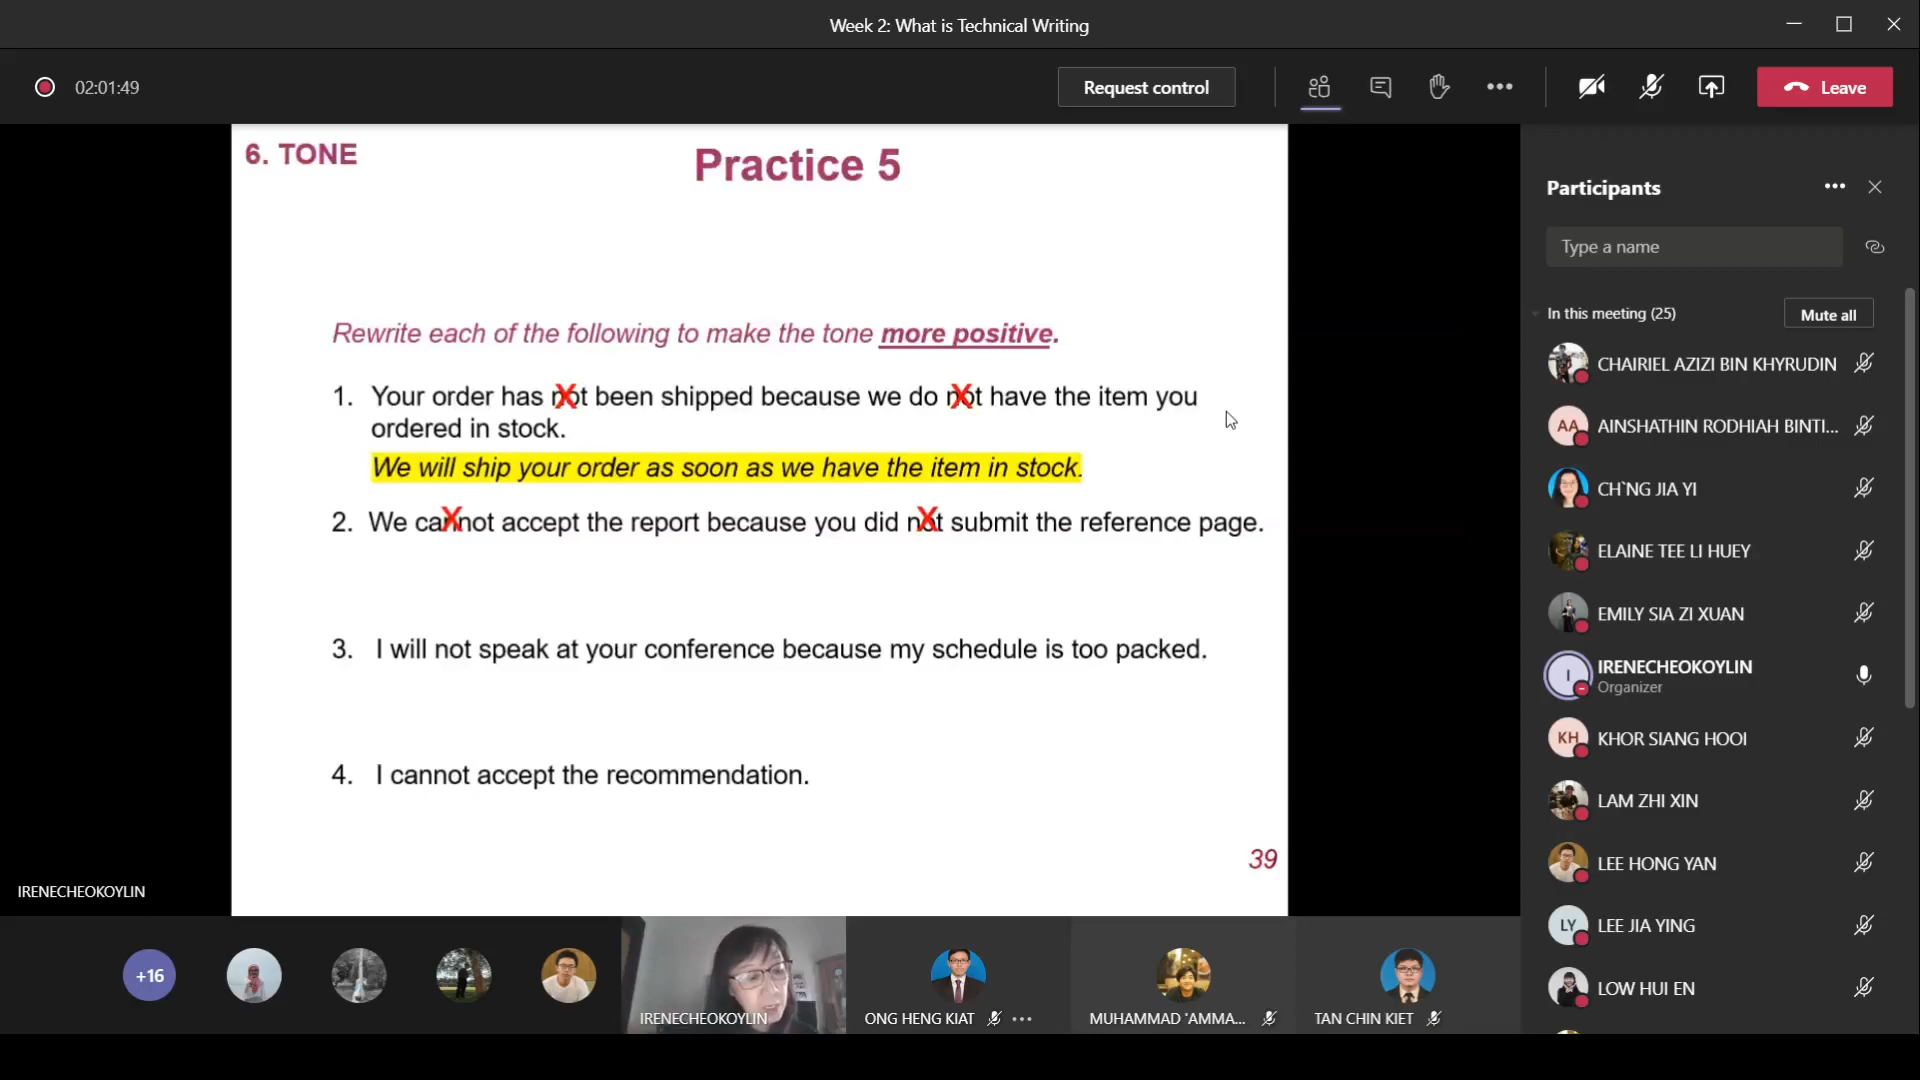 Week 2: What is Technical Writing
02:01:49
Request control
Leave
6. TONE
Practice 5
Rewrite each of the following to make the tone more positive.
1. Your order has not been shipped because we do not have the item you
ordered in stock.
We will ship your order as soon as we have the item in stock.
2. We cannot accept the report because you did not submit the reference page.
3. I will not speak at your conference because my schedule is too packed.
4. I cannot accept the recommendation.
39
IRENECHEOKOYLIN
Participants
Type a name
In this meeting (25)
Mute all
CHAIRIEL AZIZI BIN KHYRUDIN
AA
AINSHATHIN RODHIAH BINTI...
CH`NG JIA YI
ELAINE TEE LI HUEY
EMILY SIA ZI XUAN
I
IRENECHEOKOYLIN
Organizer
KH
KHOR SIANG HOOI
LAM ZHI XIN
LEE HONG YAN
LY
LEE JIA YING
LOW HUI EN
+16
IRENECHEOKOYLIN
ONG HENG KIAT
MUHAMMAD 'AMMA...
TAN CHIN KIET